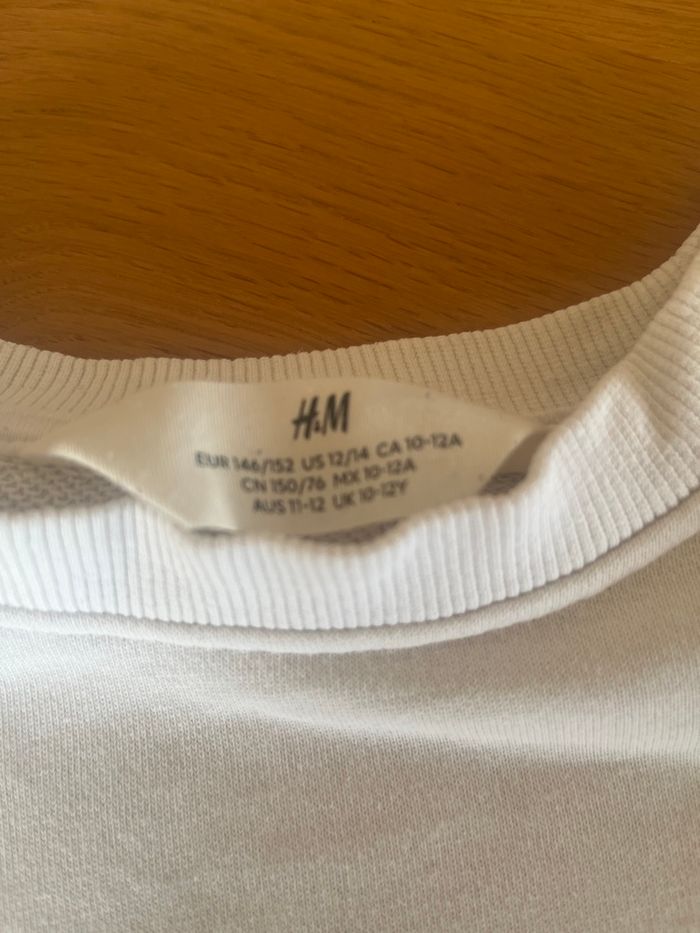 H&M
EUR 146/152 US 12/14 CA 10-12A
CN 150/76 MX 10-12A
AUS 11-12 UK 10-12Y